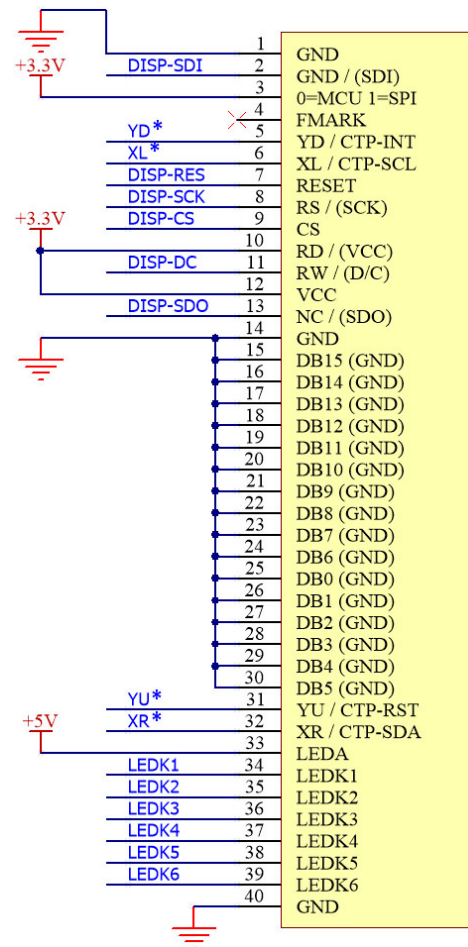 1 GND
DISP-SDI 2 GND / (SDI)
+3.3V 3 0=MCU 1=SPI
4 FMARK
YD* 5 YD / CTP-INT
XL* 6 XL / CTP-SCL
DISP-RES 7 RESET
DISP-SCK 8 RS / (SCK)
DISP-CS 9 CS
+3.3V 10 RD / (VCC)
DISP-DC 11 RW / (D/C)
12 VCC
DISP-SDO 13 NC / (SDO)
14 GND
15 DB15 (GND)
16 DB14 (GND)
17 DB13 (GND)
18 DB12 (GND)
19 DB11 (GND)
20 DB10 (GND)
21 DB9 (GND)
22 DB8 (GND)
23 DB7 (GND)
24 DB6 (GND)
25 DB0 (GND)
26 DB1 (GND)
27 DB2 (GND)
28 DB3 (GND)
29 DB4 (GND)
30 DB5 (GND)
YU* 31 YU / CTP-RST
XR* 32 XR / CTP-SDA
+5V 33 LEDA
LEDK1 34 LEDK1
LEDK2 35 LEDK2
LEDK3 36 LEDK3
LEDK4 37 LEDK4
LEDK5 38 LEDK5
LEDK6 39 LEDK6
40 GND